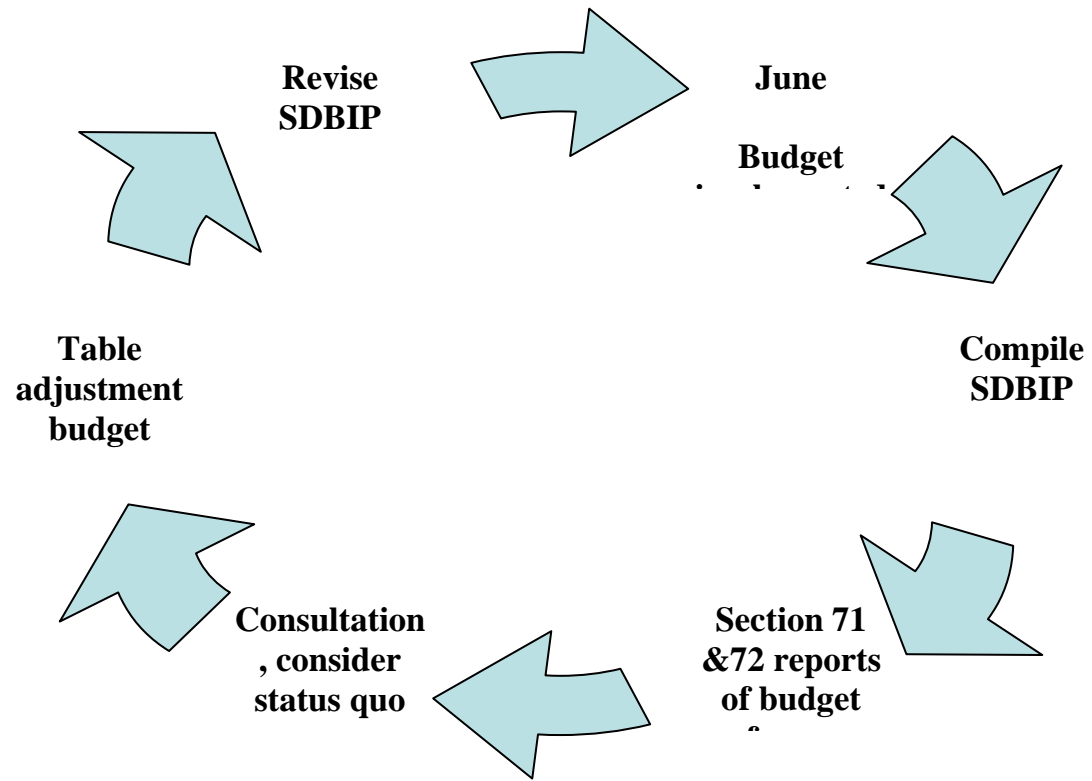 Revise
SDBIP
June
Budget
Compile
SDBIP
Section 71
&72 reports
of budget
Consultation
, consider
status quo
Table
adjustment
budget